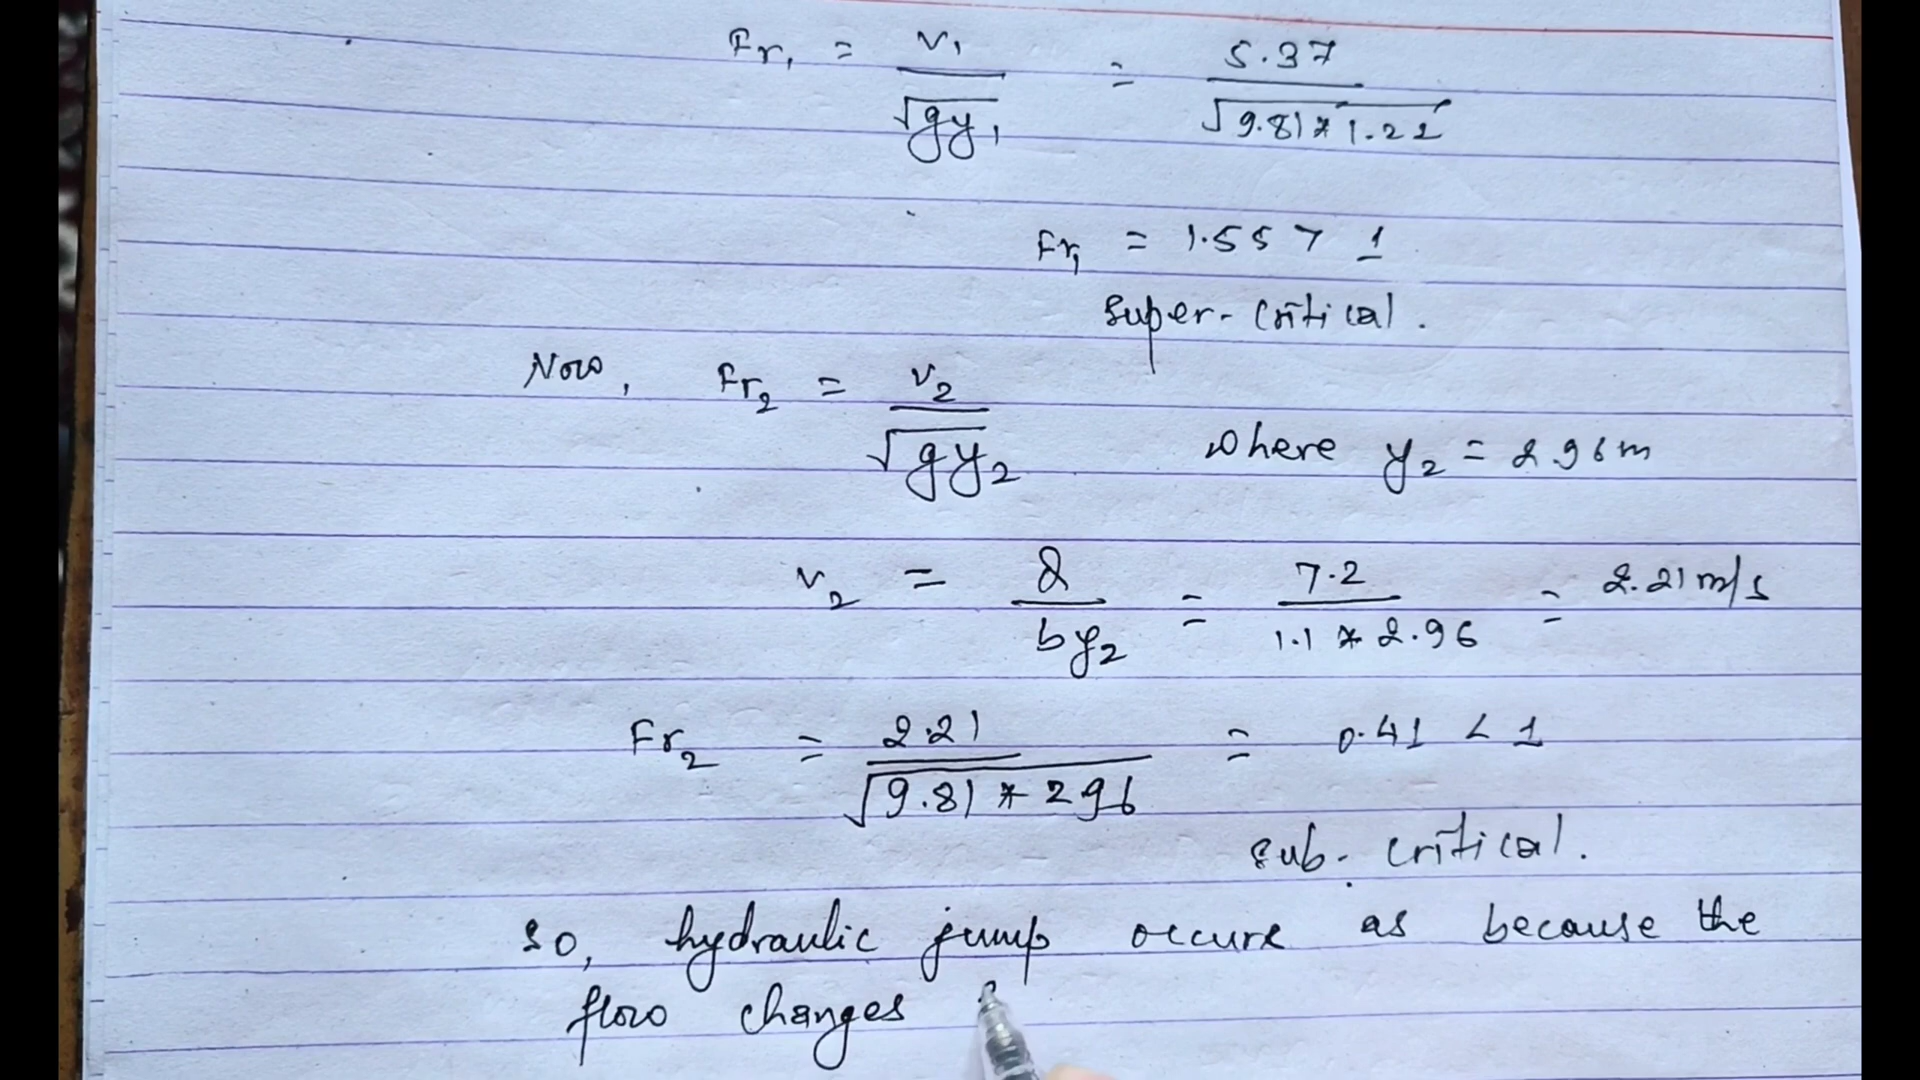 Fr₁ = v₁ / √gy₁ = 5.37 / √9.81 * 1.22
Fr₁ = 1.55 > 1
Super-critical.
Now, Fr₂ = v₂ / √gy₂ where y₂ = 2.96m
v₂ = Q / by₂ = 7.2 / 1.1 * 2.96 = 2.21 m/s
Fr₂ = 2.21 / √9.81 * 2.96 = 0.41 < 1
sub-critical.
so, hydraulic jump occurs as because the
flow changes